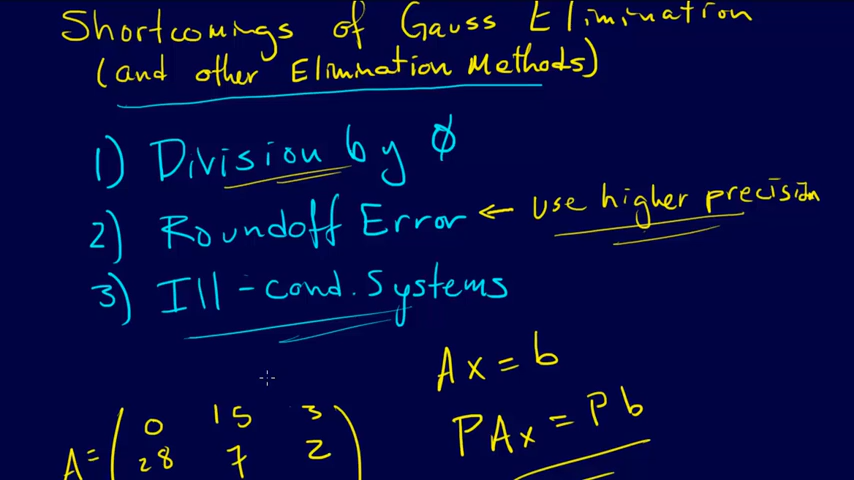 Shortcomings of Gauss Elimination
(and other Elimination Methods)
1) Division by 0
2) Roundoff Error ← use higher precision
3) Ill-cond. Systems
Ax = b
PAx = Pb
A = ( 0 15 3 )
28 7 2